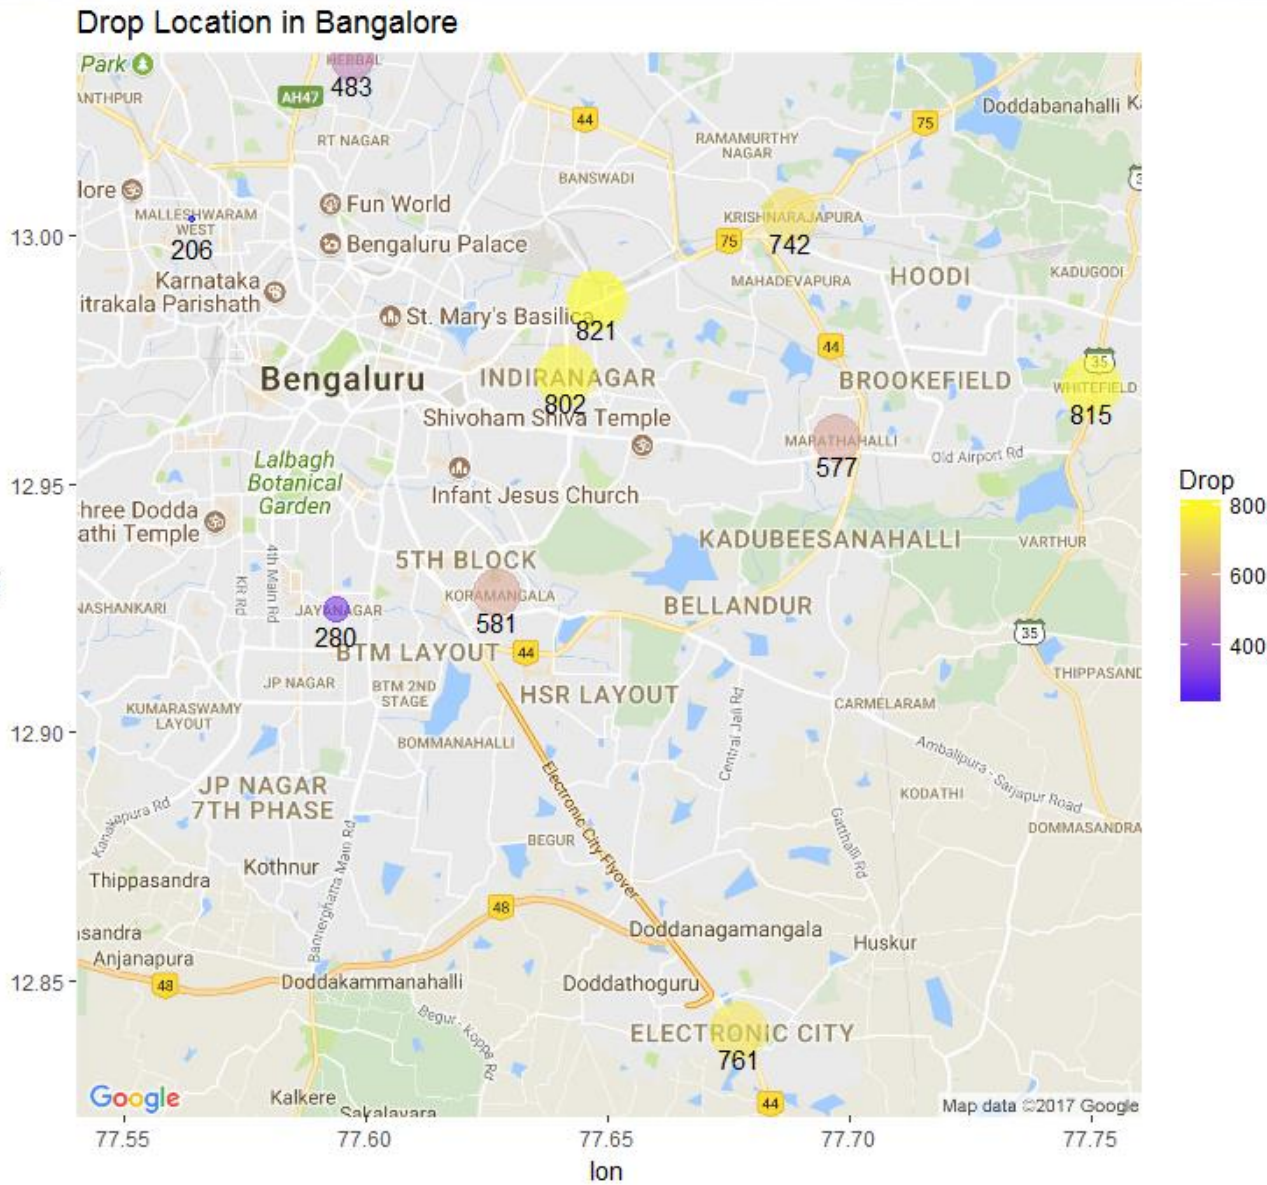 Drop Location in Bangalore
Park
HEBBAL
483
ANTHPUR
AH47
44
75
Doddabanahalli
RT NAGAR
RAMAMURTHY
NAGAR
BANSWADI
lore
MALLESHWARAM
WEST
206
Fun World
KRISHNARAJAPURA
75
742
13.00
Bengaluru Palace
Karnataka
itrakala Parishath
MAHADEVAPURA
HOODI
KADUGODI
St. Mary's Basilica
821
44
35
Bengaluru
INDIRANAGAR
802
BROOKEFIELD
WHITEFIELD
815
Shivoham Shiva Temple
MARATHAHALLI
577
Old Airport Rd
Lalbagh
Botanical
Garden
12.95
Infant Jesus Church
hree Dodda
athi Temple
KADUBEESANAHALLI
VARTHUR
Drop
800
600
400
5TH BLOCK
4th Main Rd
KR Rd
NASHANKARI
JAYANAGAR
280
KORAMANGALA
581
BELLANDUR
35
BTM LAYOUT
44
THIPPASAND
JP NAGAR
BTM 2ND
STAGE
HSR LAYOUT
Central Jail Rd
CARMELARAM
KUMARASWAMY
LAYOUT
12.90
BOMMANAHALLI
Ambalipura - Sarjapur Road
JP NAGAR
7TH PHASE
Electronic City Flyover
KODATHI
Kanakapura Rd
BEGUR
Gatthalli Rd
DOMMASANDRA
Kothnur
Bannerghatta Main Rd
Thippasandra
48
asandra
Doddanagamangala
Huskur
Anjanapura
12.85
48
Doddakammanahalli
Doddathoguru
Begur - Koppa Rd
ELECTRONIC CITY
761
Google
Kalkere
Sakalavara
44
Map data ©2017 Google
77.55
77.60
77.65
77.70
77.75
lon